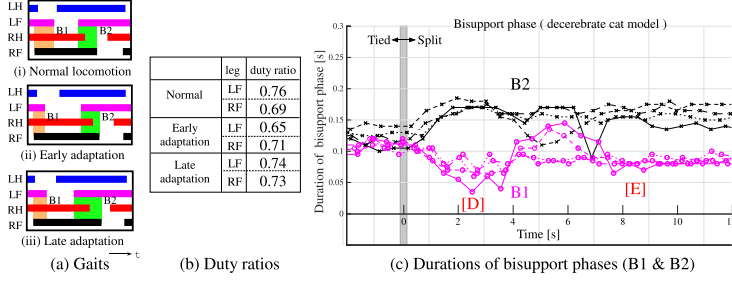 LH
LF
RH
RF
B1
B2
(i) Normal locomotion
LH
LF
RH
RF
B1
B2
(ii) Early adaptation
LH
LF
RH
RF
B1
B2
(iii) Late adaptation
(a) Gaits
t
leg duty ratio
Normal
LF 0.76
RF 0.69
Early
adaptation
LF 0.65
RF 0.71
Late
adaptation
LF 0.74
RF 0.73
(b) Duty ratios
Bisupport phase ( decerebrate cat model )
Tied Split
B2
B1
[D]
[E]
Duration of bisupport phase [s]
0.3
0.25
0.2
0.15
0.1
0.05
0
0 2 4 6 8 10 12
Time [s]
(c) Durations of bisupport phases (B1 & B2)